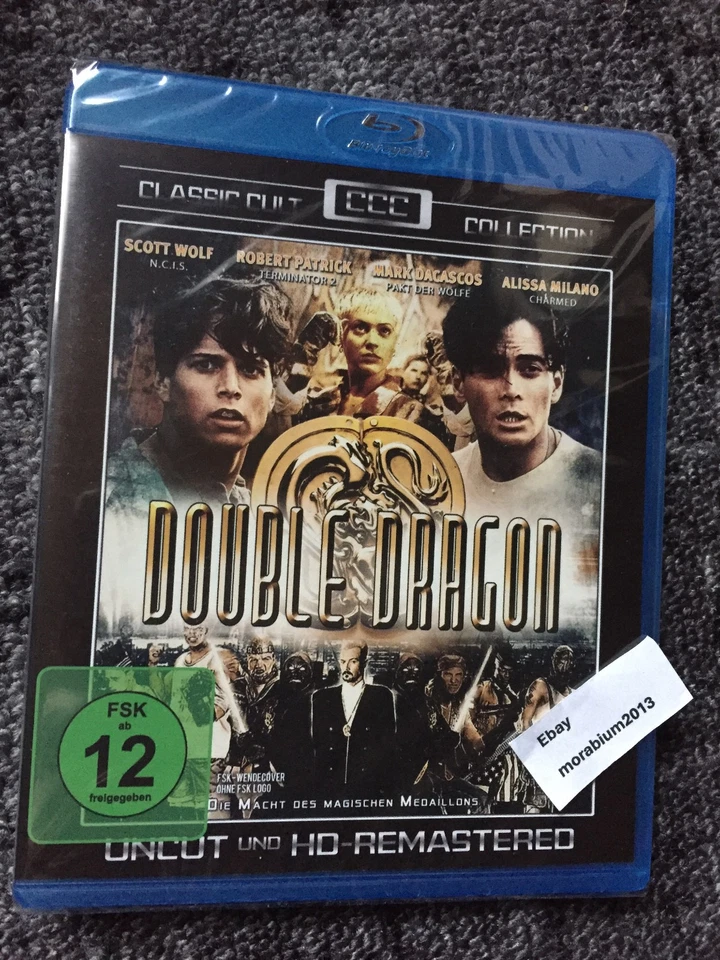 Blu-ray Disc
CLASSIC CULT CCC COLLECTION
SCOTT WOLF
N.C.I.S.
ROBERT PATRICK
TERMINATOR 2
MARK DACASCOS
PAKT DER WÖLFE
ALISSA MILANO
CHARMED
DOUBLE DRAGON
Ebay
morabium2013
FSK
ab
12
freigegeben
FSK-WENDECOVER
OHNE FSK LOGO
DIE MACHT DES MAGISCHEN MEDAILLONS
UNCUT UND HD-REMASTERED